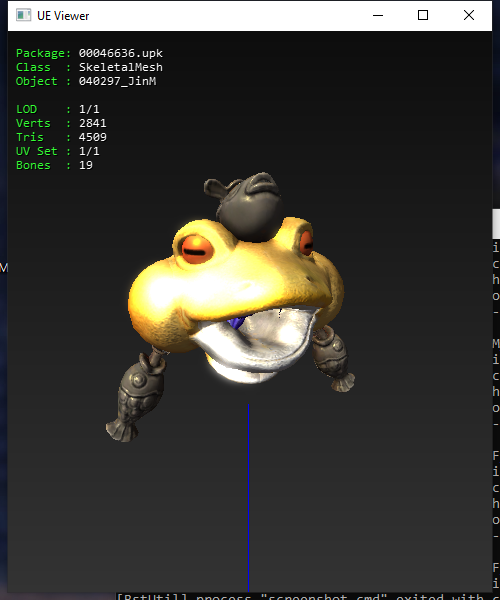 UE Viewer
Package: 00046636.upk
Class  : SkeletalMesh
Object : 040297_JinM
LOD    : 1/1
Verts  : 2841
Tris   : 4509
UV Set : 1/1
Bones  : 19
M
i
c
h
o
-
M
i
c
h
o
-
F
i
c
h
o
-
F
i
[BstUtil] process "screenshot.cmd" exited with c